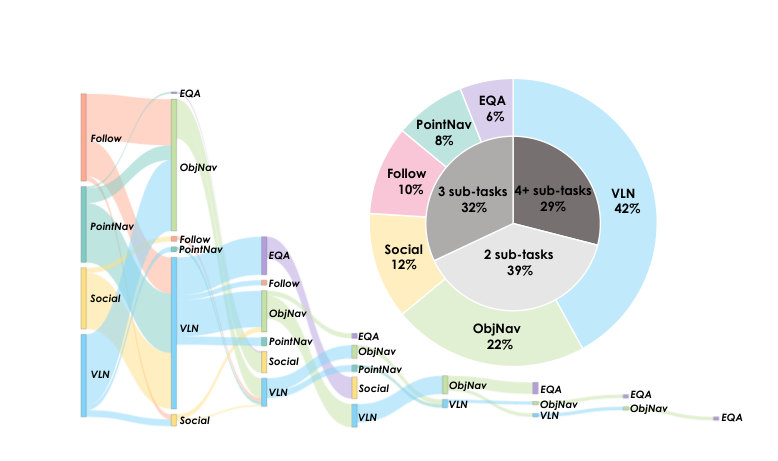 Follow
PointNav
Social
VLN
EQA
ObjNav
Follow
PointNav
VLN
Social
EQA
Follow
ObjNav
PointNav
Social
VLN
EQA
ObjNav
PointNav
Social
VLN
ObjNav
VLN
EQA
ObjNav
VLN
EQA
ObjNav
EQA
EQA
6%
PointNav
8%
Follow
10%
Social
12%
ObjNav
22%
VLN
42%
3 sub-tasks
32%
4+ sub-tasks
29%
2 sub-tasks
39%